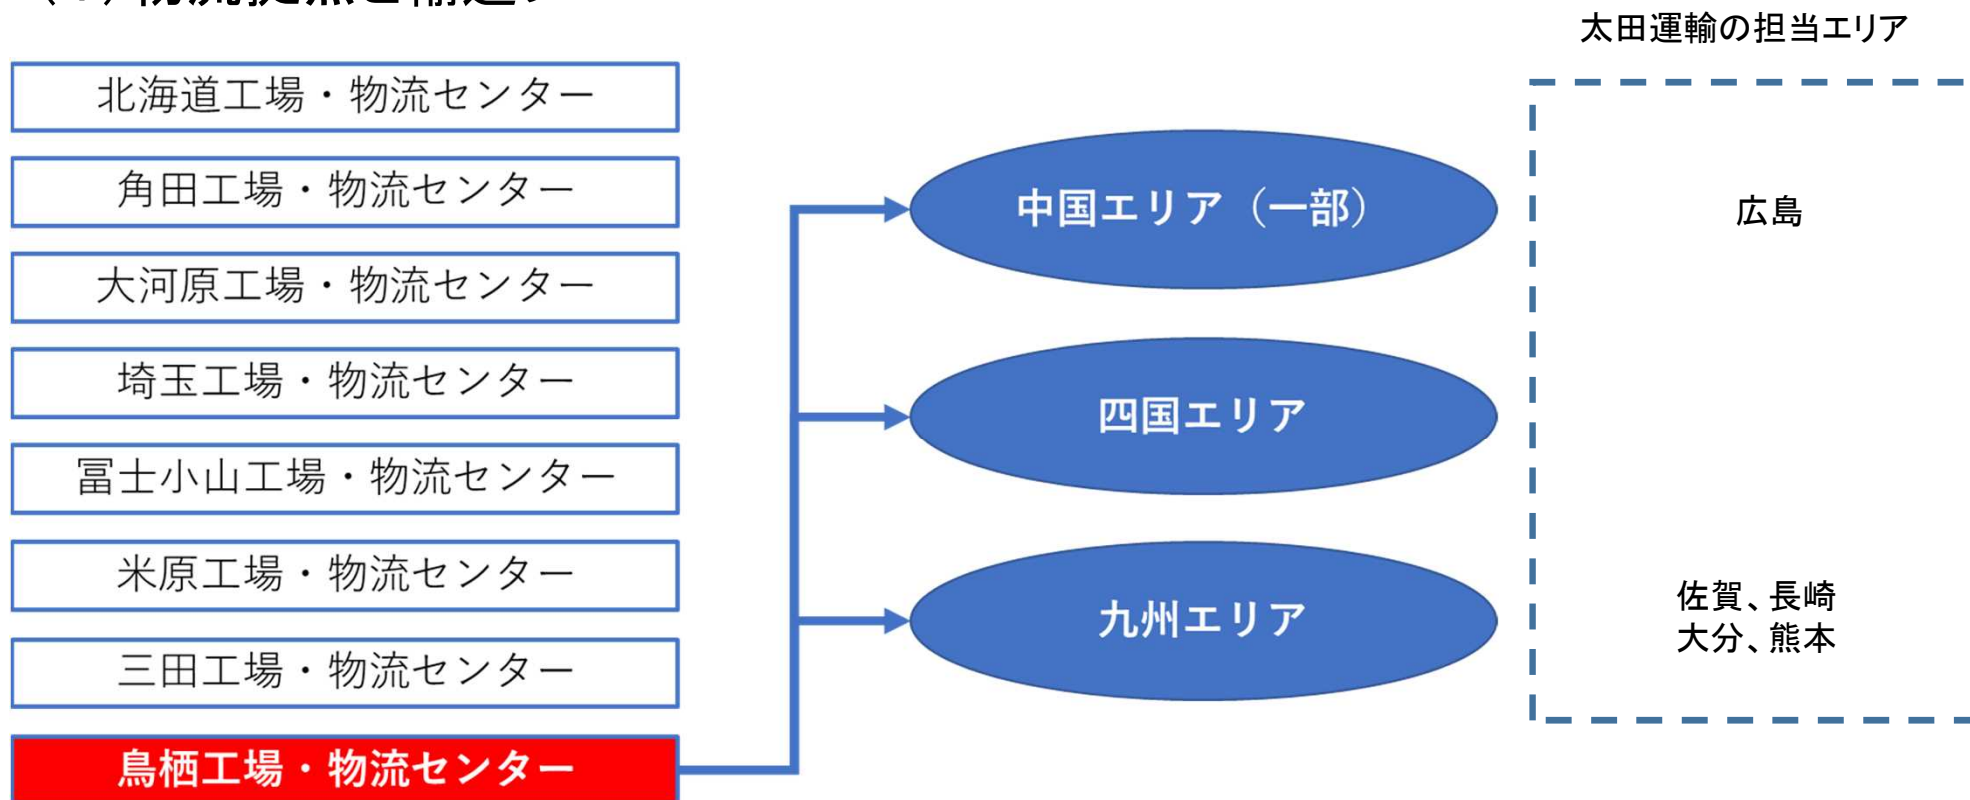 太田運輸の担当エリア
北海道工場・物流センター
角田工場・物流センター
大河原工場・物流センター
埼玉工場・物流センター
冨士小山工場・物流センター
米原工場・物流センター
三田工場・物流センター
鳥栖工場・物流センター
中国エリア（一部）
四国エリア
九州エリア
広島
佐賀、長崎
大分、熊本